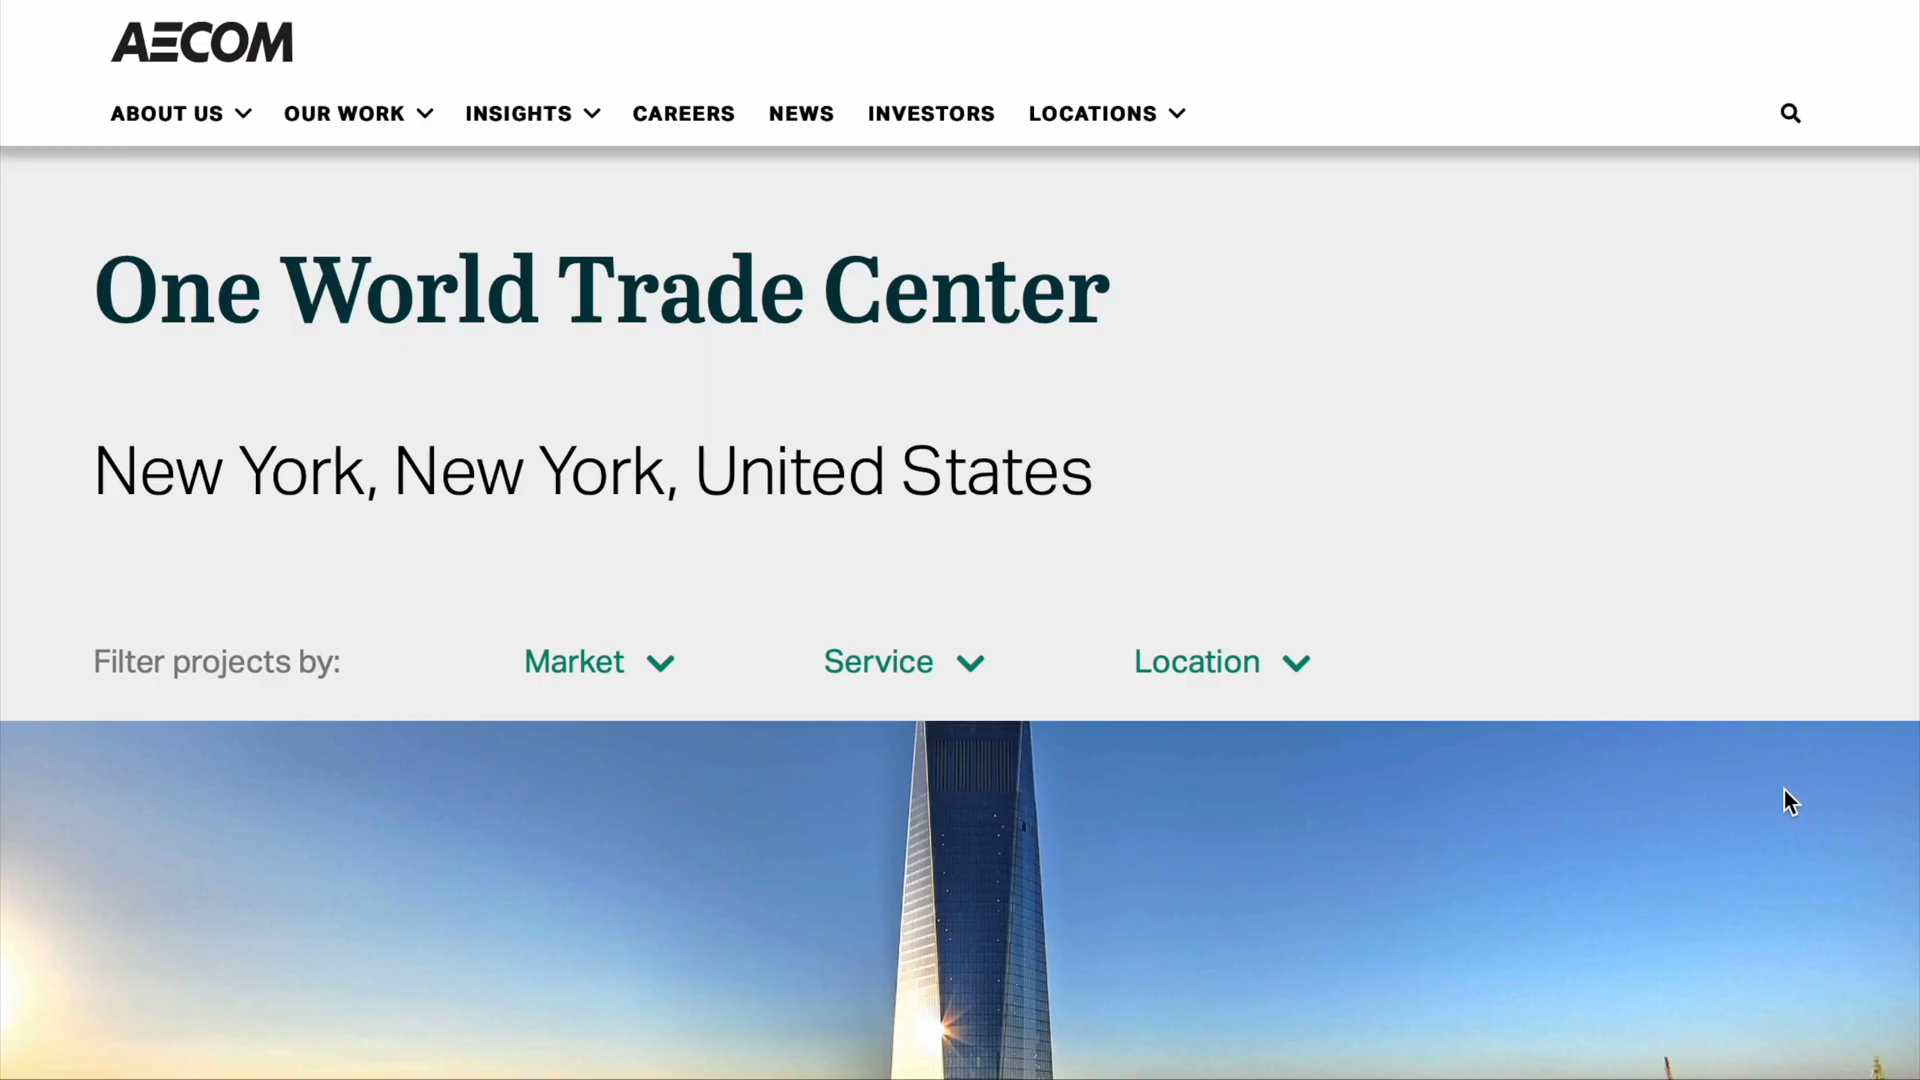 AECOM
ABOUT US OUR WORK INSIGHTS CAREERS NEWS INVESTORS LOCATIONS
One World Trade Center
New York, New York, United States
Filter projects by: Market Service Location